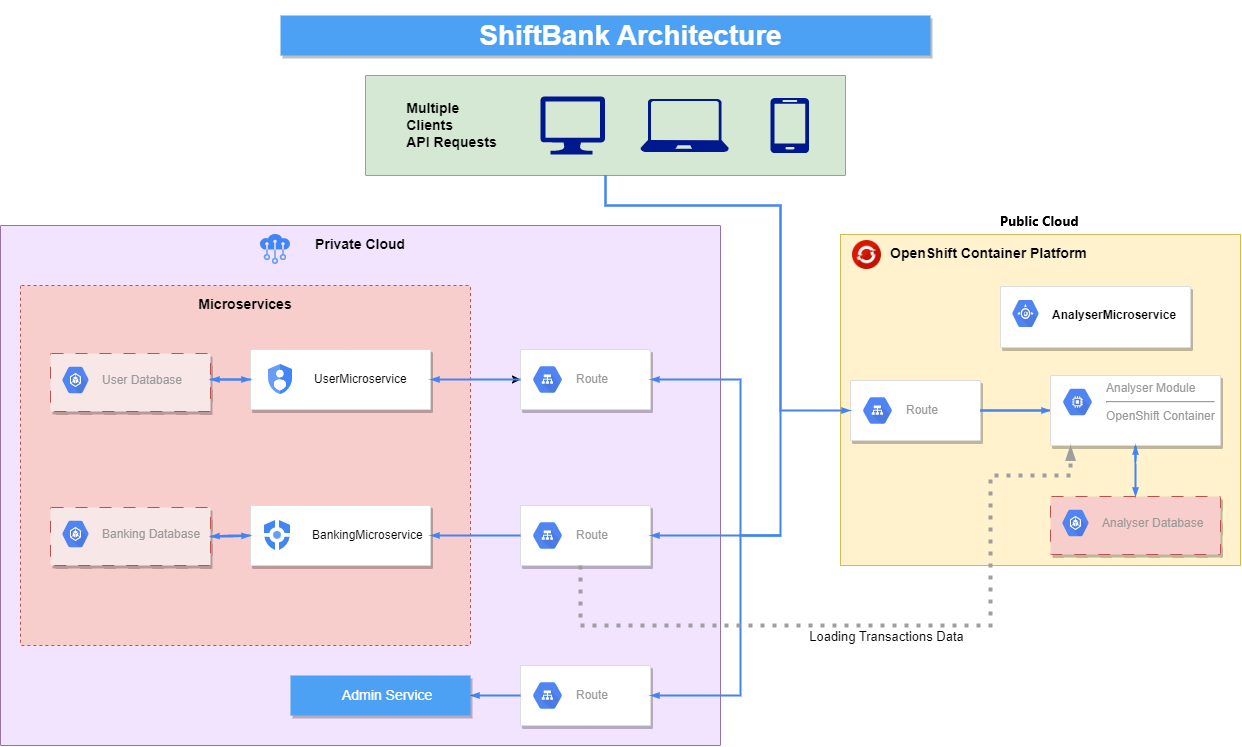 ShiftBank Architecture
Multiple
Clients
API Requests
Public Cloud
Private Cloud
OpenShift Container Platform
Microservices
AnalyserMicroservice
User Database
UserMicroservice
Route
Route
Analyser Module
OpenShift Container
Banking Database
BankingMicroservice
Route
Analyser Database
Loading Transactions Data
Admin Service
Route